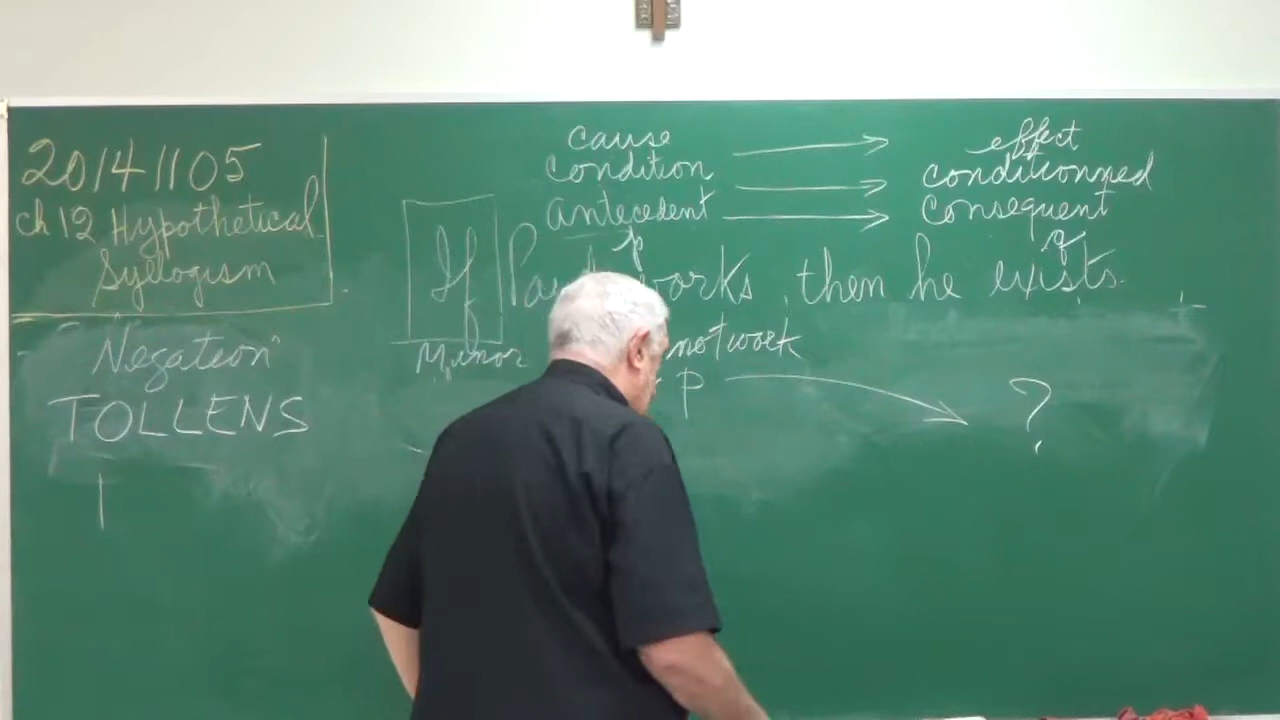 20141105
ch 12 Hypothetical
Syllogism
"Negation"
TOLLENS
cause → effect
condition → conditionned
antecedent → consequent
p q
If works, then he exists.
Minor not work
- p → ?